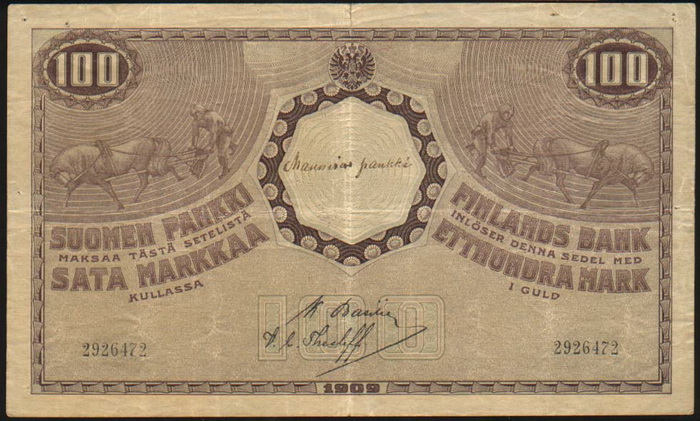 100
100
SUOMEN PANKKI
MAKSAA TÄSTÄ SETELISTÄ
SATA MARKKAA
KULLASSA
pankki
FINLANDS BANK
INLÖSER DENNA SEDEL MED
ETTHUNDRA MARK
I GULD
100
2926472
2926472
1909